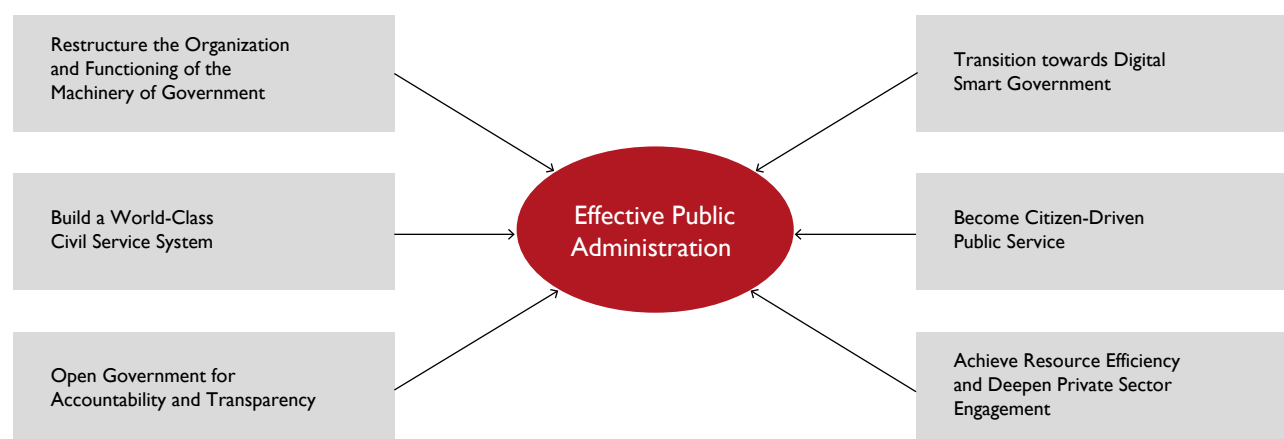 Restructure the Organization
and Functioning of the
Machinery of Government
Build a World-Class
Civil Service System
Open Government for
Accountability and Transparency
Effective Public
Administration
Transition towards Digital
Smart Government
Become Citizen-Driven
Public Service
Achieve Resource Efficiency
and Deepen Private Sector
Engagement